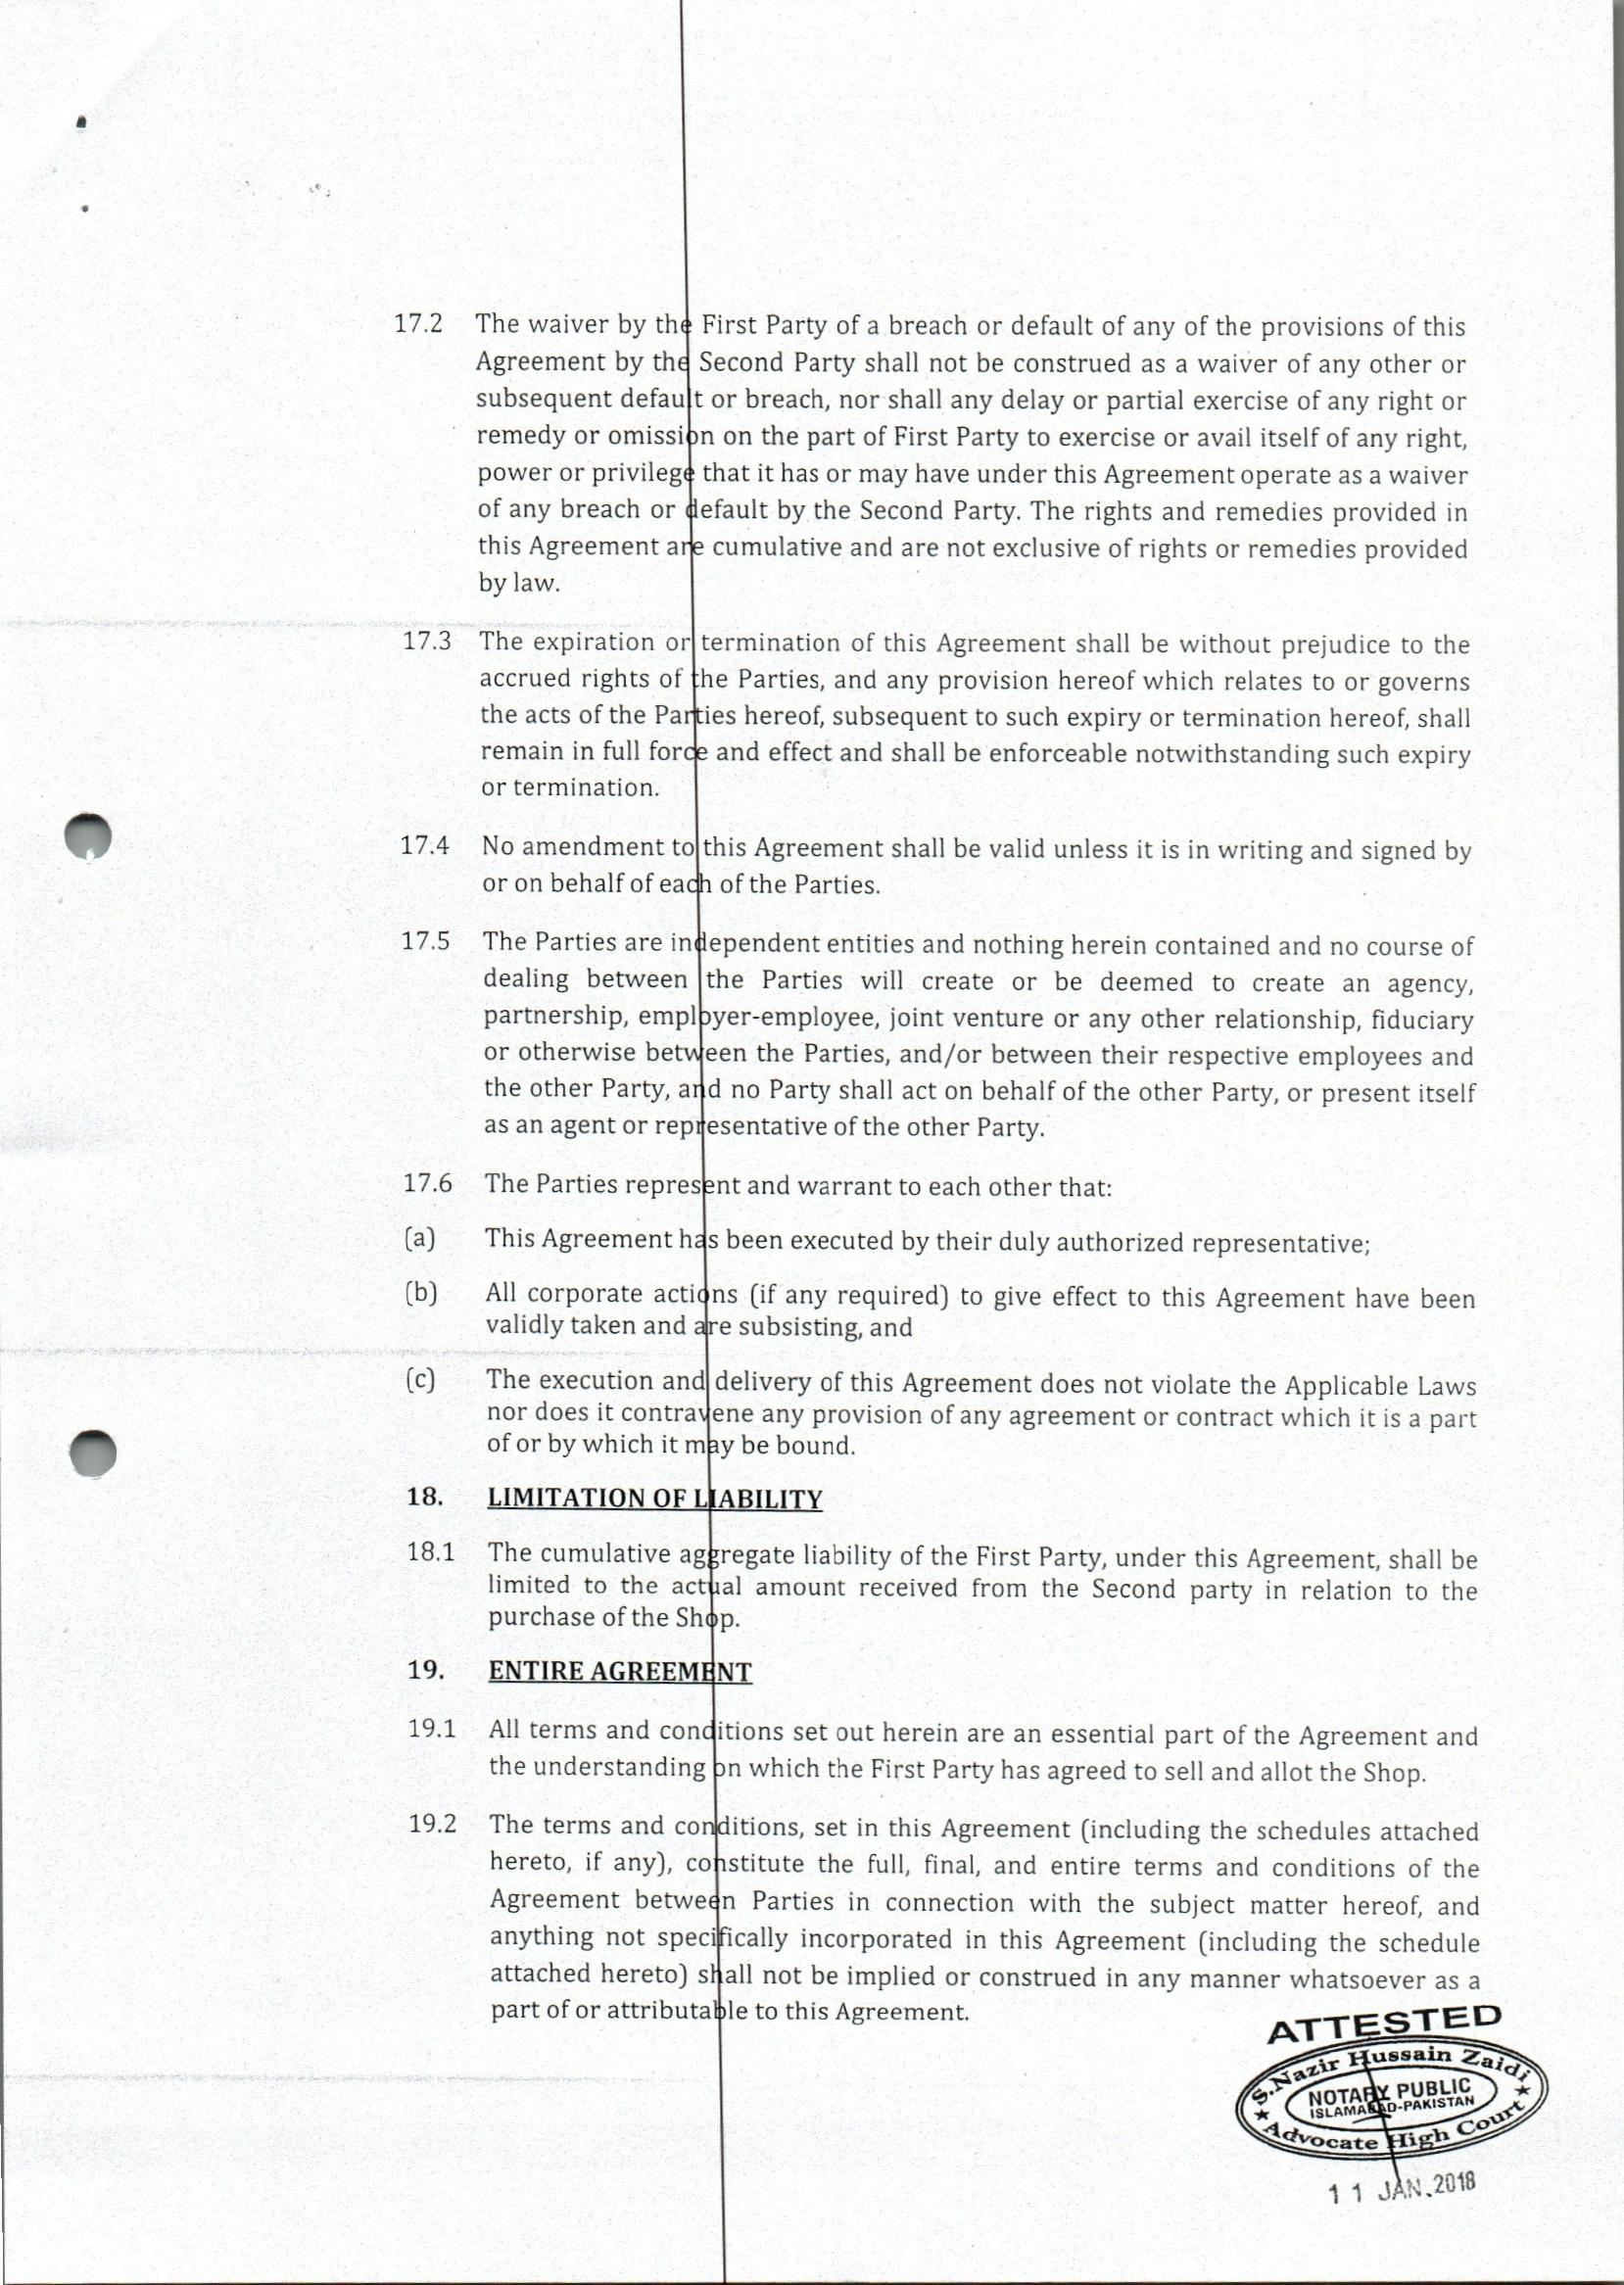 17.2 The waiver by the First Party of a breach or default of any of the provisions of this
Agreement by the Second Party shall not be construed as a waiver of any other or
subsequent default or breach, nor shall any delay or partial exercise of any right or
remedy or omission on the part of First Party to exercise or avail itself of any right,
power or privilege that it has or may have under this Agreement operate as a waiver
of any breach or default by the Second Party. The rights and remedies provided in
this Agreement are cumulative and are not exclusive of rights or remedies provided
by law.
17.3 The expiration or termination of this Agreement shall be without prejudice to the
accrued rights of the Parties, and any provision hereof which relates to or governs
the acts of the Parties hereof, subsequent to such expiry or termination hereof, shall
remain in full force and effect and shall be enforceable notwithstanding such expiry
or termination.
17.4 No amendment to this Agreement shall be valid unless it is in writing and signed by
or on behalf of each of the Parties.
17.5 The Parties are independent entities and nothing herein contained and no course of
dealing between the Parties will create or be deemed to create an agency,
partnership, employer-employee, joint venture or any other relationship, fiduciary
or otherwise between the Parties, and/or between their respective employees and
the other Party, and no Party shall act on behalf of the other Party, or present itself
as an agent or representative of the other Party.
17.6 The Parties represent and warrant to each other that:
(a) This Agreement has been executed by their duly authorized representative;
(b) All corporate actions (if any required) to give effect to this Agreement have been
validly taken and are subsisting, and
(c) The execution and delivery of this Agreement does not violate the Applicable Laws
nor does it contravene any provision of any agreement or contract which it is a part
of or by which it may be bound.
18. LIMITATION OF LIABILITY
18.1 The cumulative aggregate liability of the First Party, under this Agreement, shall be
limited to the actual amount received from the Second party in relation to the
purchase of the Shop.
19. ENTIRE AGREEMENT
19.1 All terms and conditions set out herein are an essential part of the Agreement and
the understanding on which the First Party has agreed to sell and allot the Shop.
19.2 The terms and conditions, set in this Agreement (including the schedules attached
hereto, if any), constitute the full, final, and entire terms and conditions of the
Agreement between Parties in connection with the subject matter hereof, and
anything not specifically incorporated in this Agreement (including the schedule
attached hereto) shall not be implied or construed in any manner whatsoever as a
part of or attributable to this Agreement.
ATTESTED
S.Nazir Hussain Zaidi
NOTARY PUBLIC
ISLAMABAD-PAKISTAN
Advocate High Court
11 JAN.2018